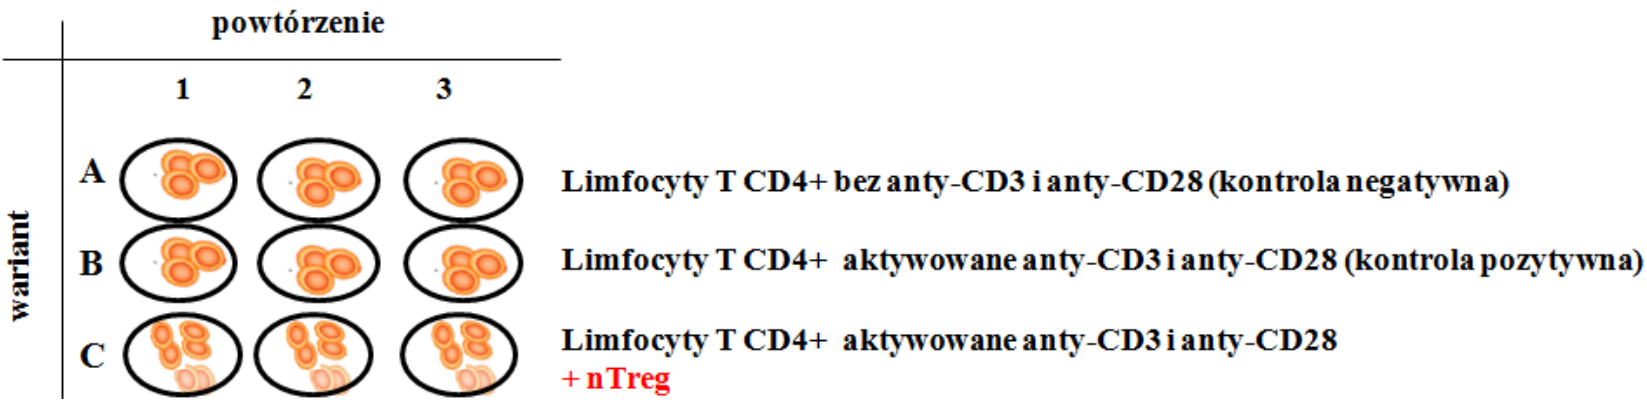 powtórzenie
1 2 3
wariant
A Limfocyty T CD4+ bez anty-CD3 i anty-CD28 (kontrola negatywna)
B Limfocyty T CD4+ aktywowane anty-CD3 i anty-CD28 (kontrola pozytywna)
C Limfocyty T CD4+ aktywowane anty-CD3 i anty-CD28
+ nTreg